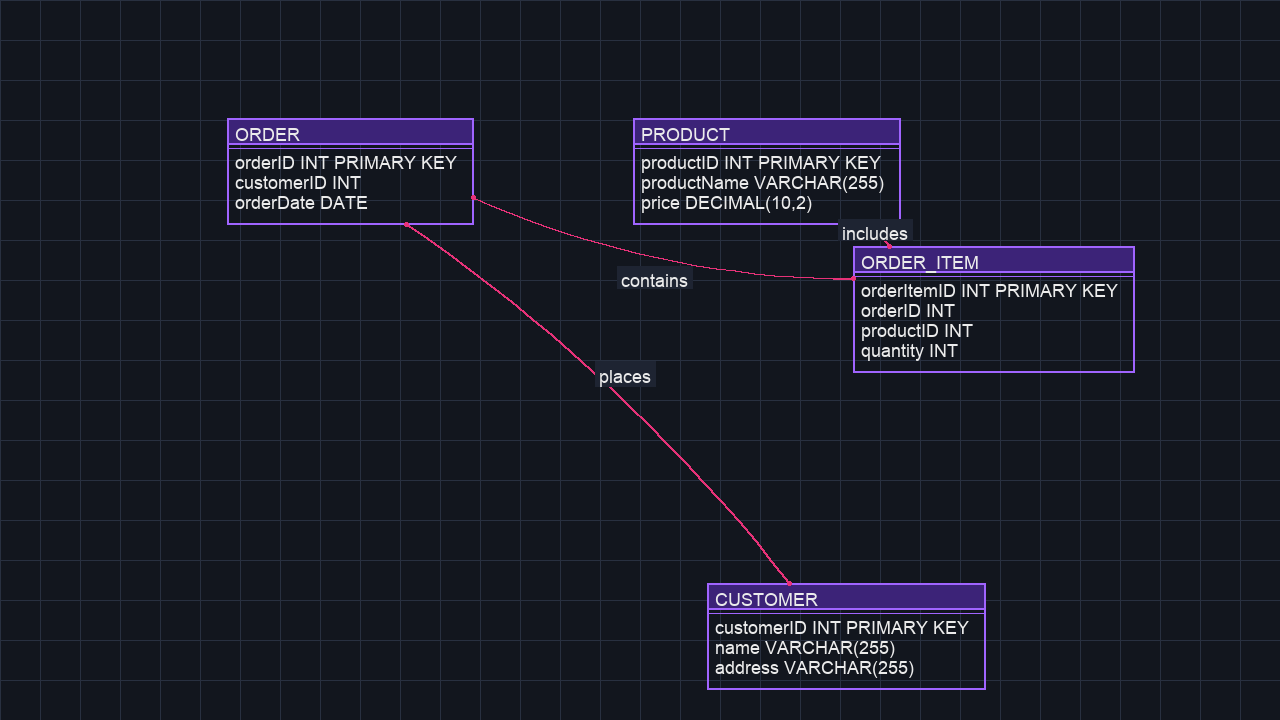 ORDER
orderID INT PRIMARY KEY
customerID INT
orderDate DATE
PRODUCT
productID INT PRIMARY KEY
productName VARCHAR(255)
price DECIMAL(10,2)
includes
ORDER_ITEM
orderItemID INT PRIMARY KEY
orderID INT
productID INT
quantity INT
contains
places
CUSTOMER
customerID INT PRIMARY KEY
name VARCHAR(255)
address VARCHAR(255)